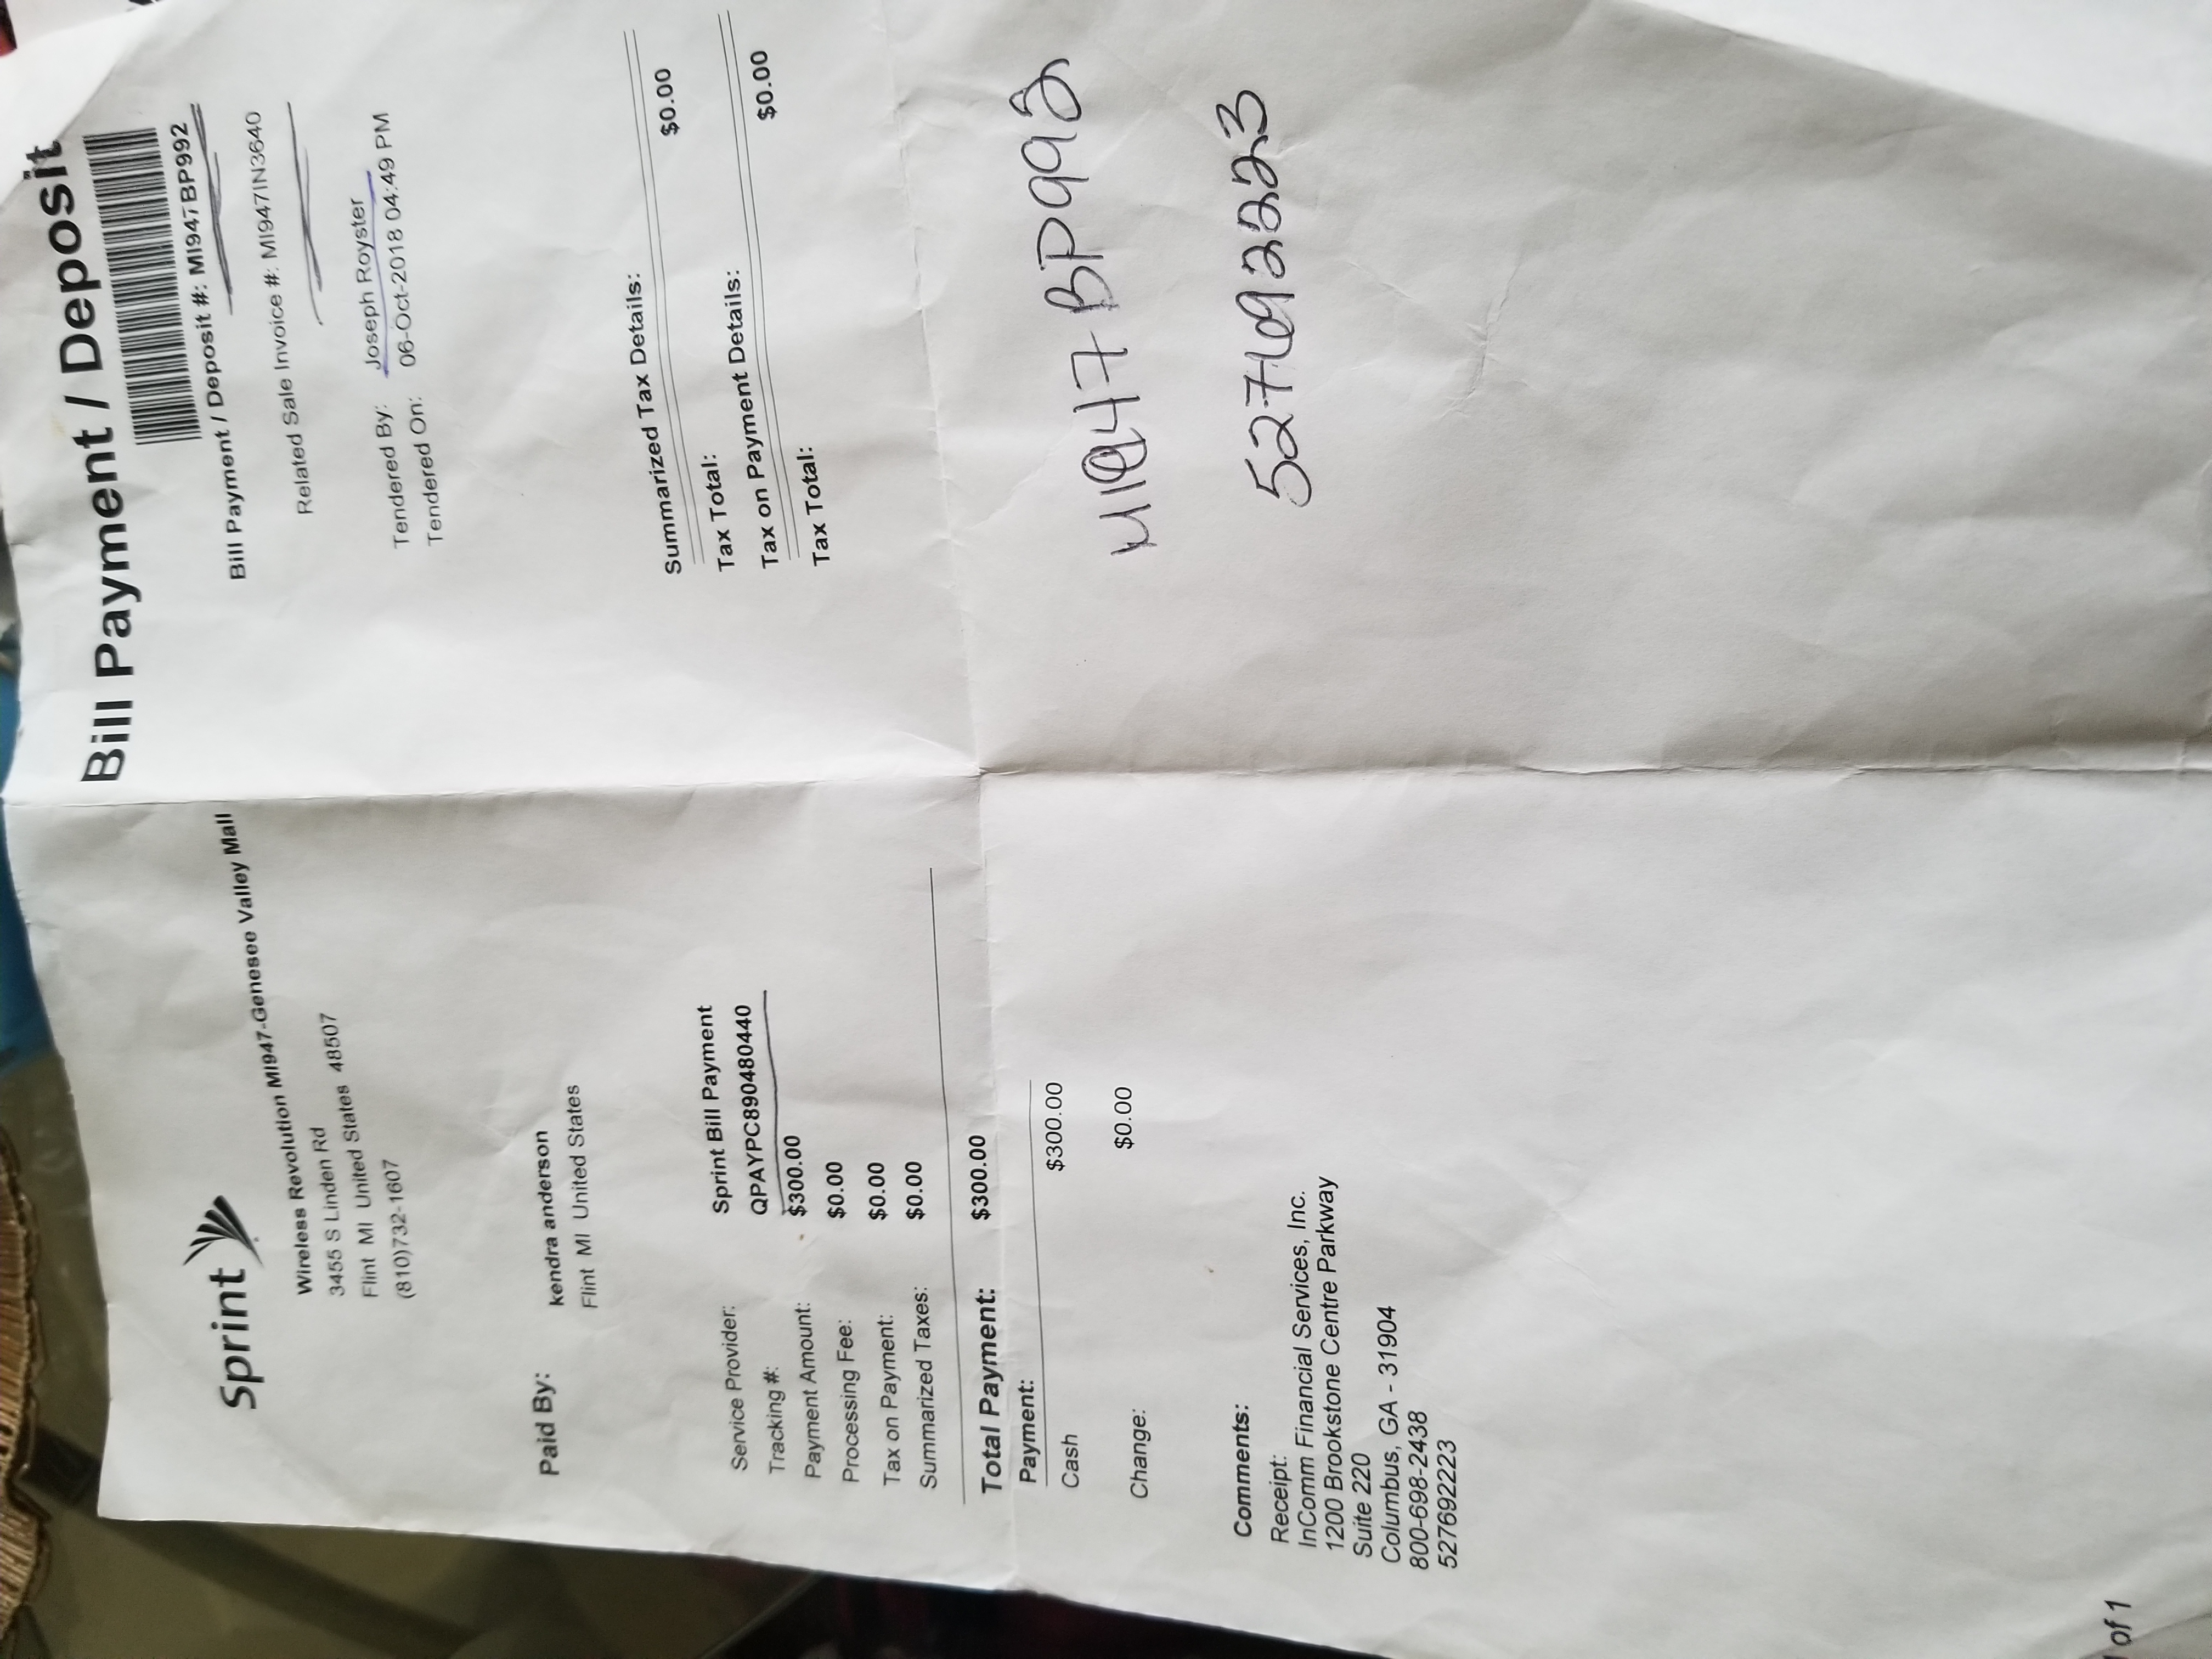 Sprint
Wireless Revolution MI947-Genesee Valley Mall
3455 S Linden Rd
Flint MI United States 48507
(810)732-1607
Bill Payment / Deposit
Bill Payment / Deposit #: MI947BP992
Related Sale Invoice #: MI947IN3640
Tendered By: Joseph Royster
Tendered On: 06-Oct-2018 04:49 PM
Paid By: kendra anderson
Flint MI United States
Service Provider: Sprint Bill Payment
Tracking #: QPAYPC890480440
Payment Amount: $300.00
Processing Fee: $0.00
Tax on Payment: $0.00
Summarized Taxes: $0.00
Total Payment: $300.00
Payment:
Cash $300.00
Change: $0.00
Summarized Tax Details:
Tax Total: $0.00
Tax on Payment Details:
Tax Total: $0.00
MI947BP992
527692223
Comments:
Receipt:
InComm Financial Services, Inc.
1200 Brookstone Centre Parkway
Suite 220
Columbus, GA - 31904
800-698-2438
527692223
of 1